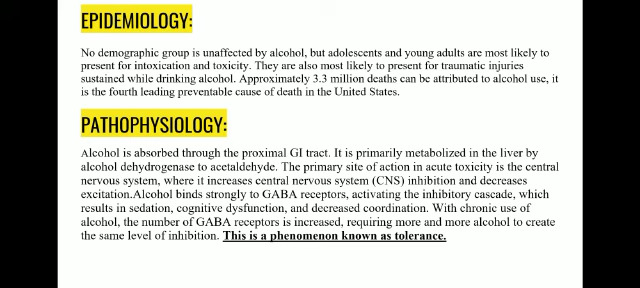 EPIDEMIOLOGY:
No demographic group is unaffected by alcohol, but adolescents and young adults are most likely to
present for intoxication and toxicity. They are also most likely to present for traumatic injuries
sustained while drinking alcohol. Approximately 3.3 million deaths can be attributed to alcohol use, it
is the fourth leading preventable cause of death in the United States.
PATHOPHYSIOLOGY:
Alcohol is absorbed through the proximal GI tract. It is primarily metabolized in the liver by
alcohol dehydrogenase to acetaldehyde. The primary site of action in acute toxicity is the central
nervous system, where it increases central nervous system (CNS) inhibition and decreases
excitation.Alcohol binds strongly to GABA receptors, activating the inhibitory cascade, which
results in sedation, cognitive dysfunction, and decreased coordination. With chronic use of
alcohol, the number of GABA receptors is increased, requiring more and more alcohol to create
the same level of inhibition. This is a phenomenon known as tolerance.